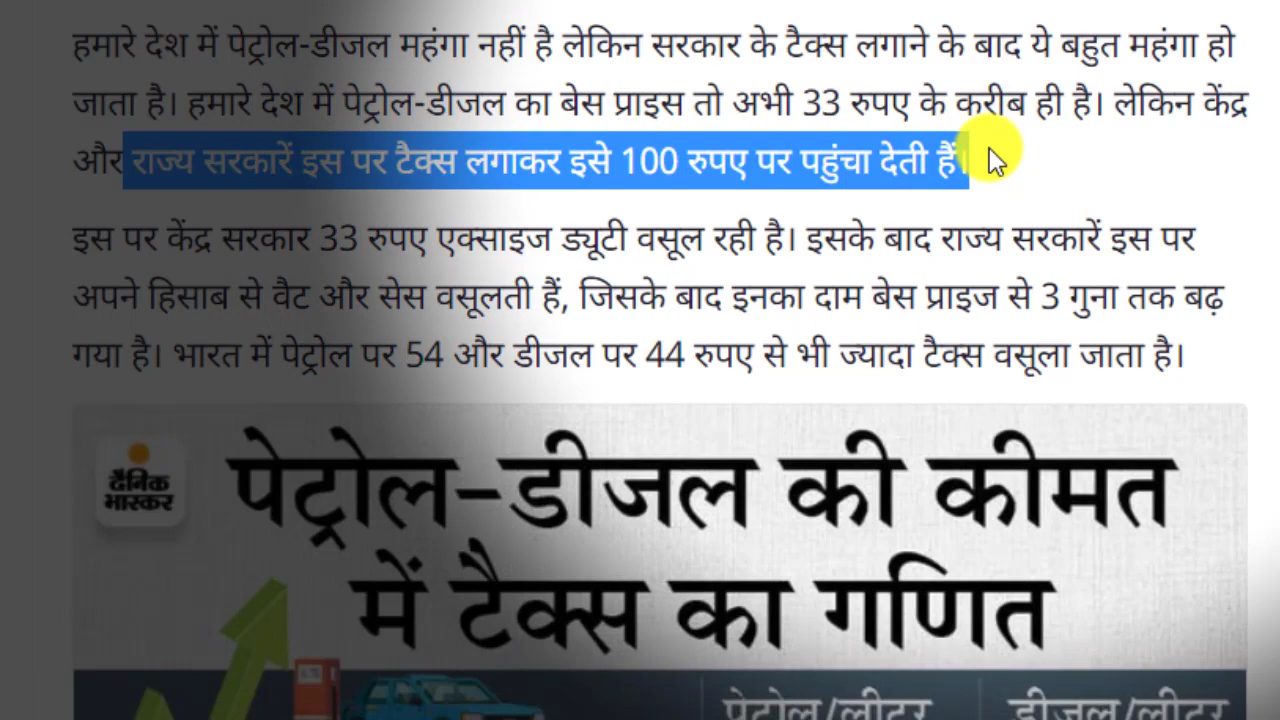 हमारे देश में पेट्रोल-डीजल महंगा नहीं है लेकिन सरकार के टैक्स लगाने के बाद ये बहुत महंगा हो
जाता है। हमारे देश में पेट्रोल-डीजल का बेस प्राइस तो अभी 33 रुपए के करीब ही है। लेकिन केंद्र
और राज्य सरकारें इस पर टैक्स लगाकर इसे 100 रुपए पर पहुंचा देती हैं।
इस पर केंद्र सरकार 33 रुपए एक्साइज ड्यूटी वसूल रही है। इसके बाद राज्य सरकारें इस पर
अपने हिसाब से वैट और सेस वसूलती हैं, जिसके बाद इनका दाम बेस प्राइज से 3 गुना तक बढ़
गया है। भारत में पेट्रोल पर 54 और डीजल पर 44 रुपए से भी ज्यादा टैक्स वसूला जाता है।
दैनिक
भास्कर
पेट्रोल-डीजल की कीमत
में टैक्स का गणित
पेट्रोल/लीटर डीजल/लीटर